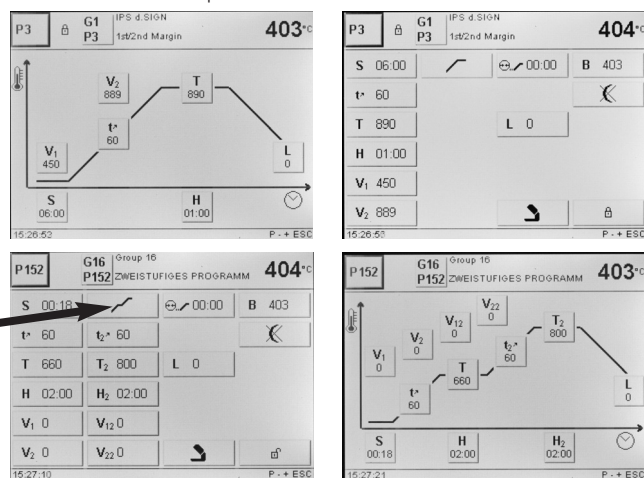 P3 G1 P3 IPS d.SIGN 1st/2nd Margin 403°C
V2 889
T 890
t↗ 60
V1 450
L 0
S 06:00
H 01:00
15:26:52 P - + ESC
P3 G1 P3 IPS d.SIGN 1st/2nd Margin 404°C
S 06:00 00:00 B 403
t↗ 60
T 890 L 0
H 01:00
V1 450
V2 889
15:26:58 P - + ESC
P152 G16 P152 Group 16 ZWEISTUFIGES PROGRAMM 404°C
S 00:18 00:00 B 403
t↗ 60 t2↗ 60
T 660 T2 800 L 0
H 02:00 H2 02:00
V1 0 V12 0
V2 0 V22 0
15:27:10 P - + ESC
P152 G16 P152 Group 16 ZWEISTUFIGES PROGRAMM 403°C
V22 0
V12 0
T2 800
V2 0
t2↗ 60
V1 0
T 660
L 0
t↗ 60
S 00:18
H 02:00
H2 02:00
15:27:21 P - + ESC